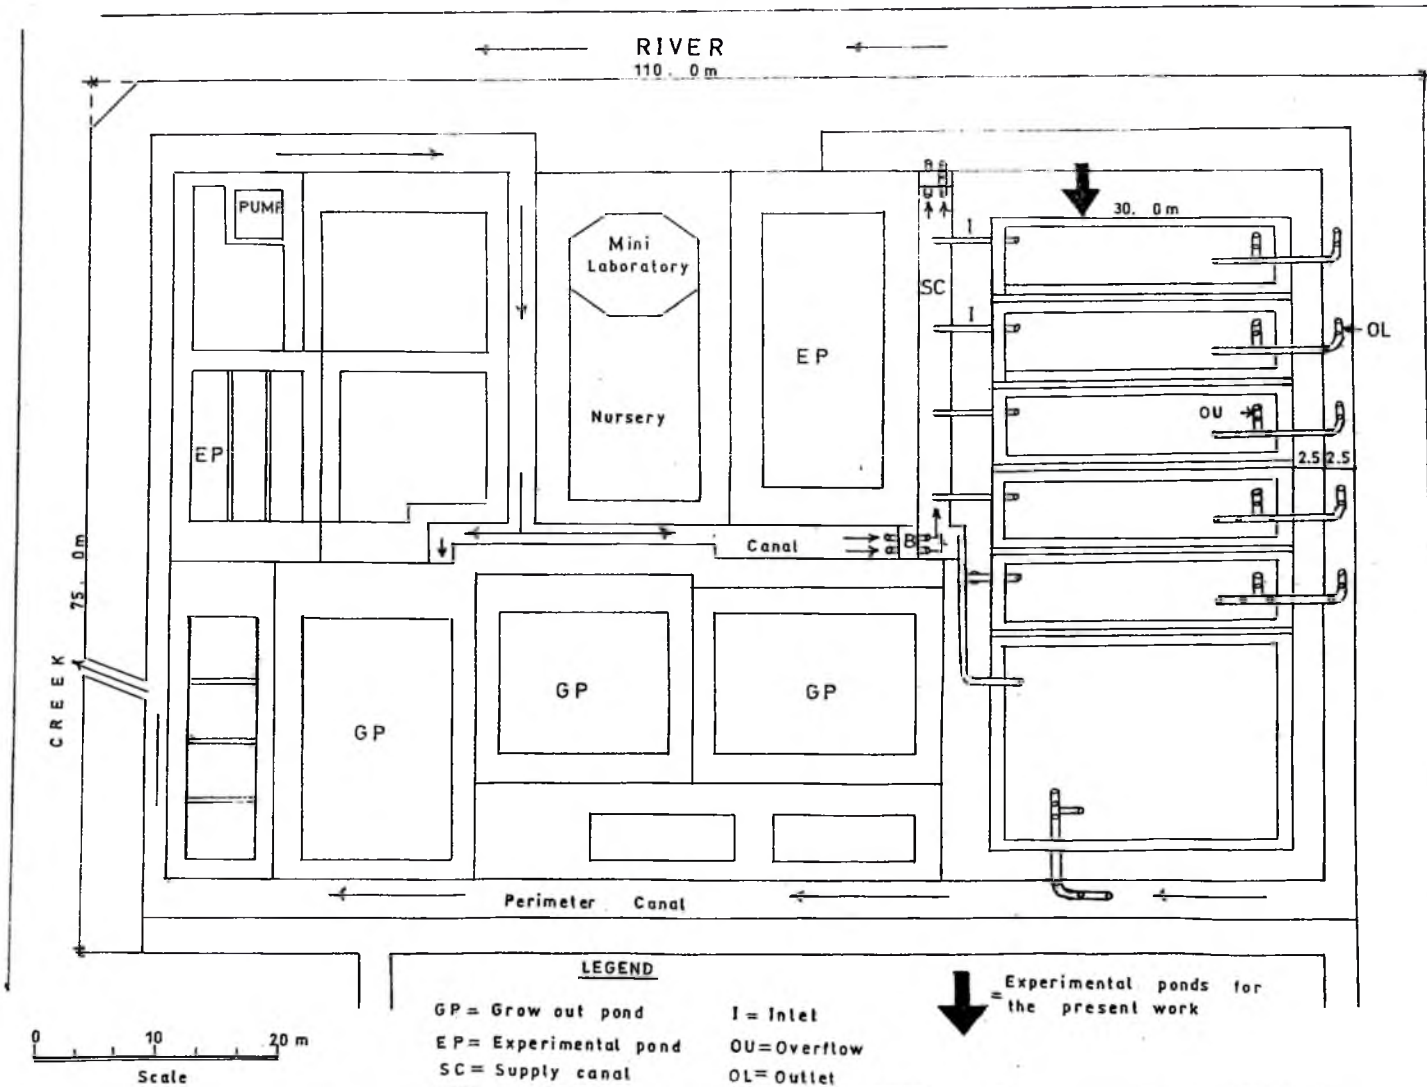 RIVER
110. 0m
PUMP
Mini
Laboratory
Nursery
EP
EP
I
SC
I
30. 0m
OL
OU
2.5 2.5
Canal
B
75. 0m
CREEK
GP
GP
GP
Perimeter Canal
LEGEND
GP = Grow out pond
EP = Experimental pond
SC = Supply canal
I = Inlet
OU=Overflow
OL= Outlet
= Experimental ponds for
the present work
0 10 20 m
Scale